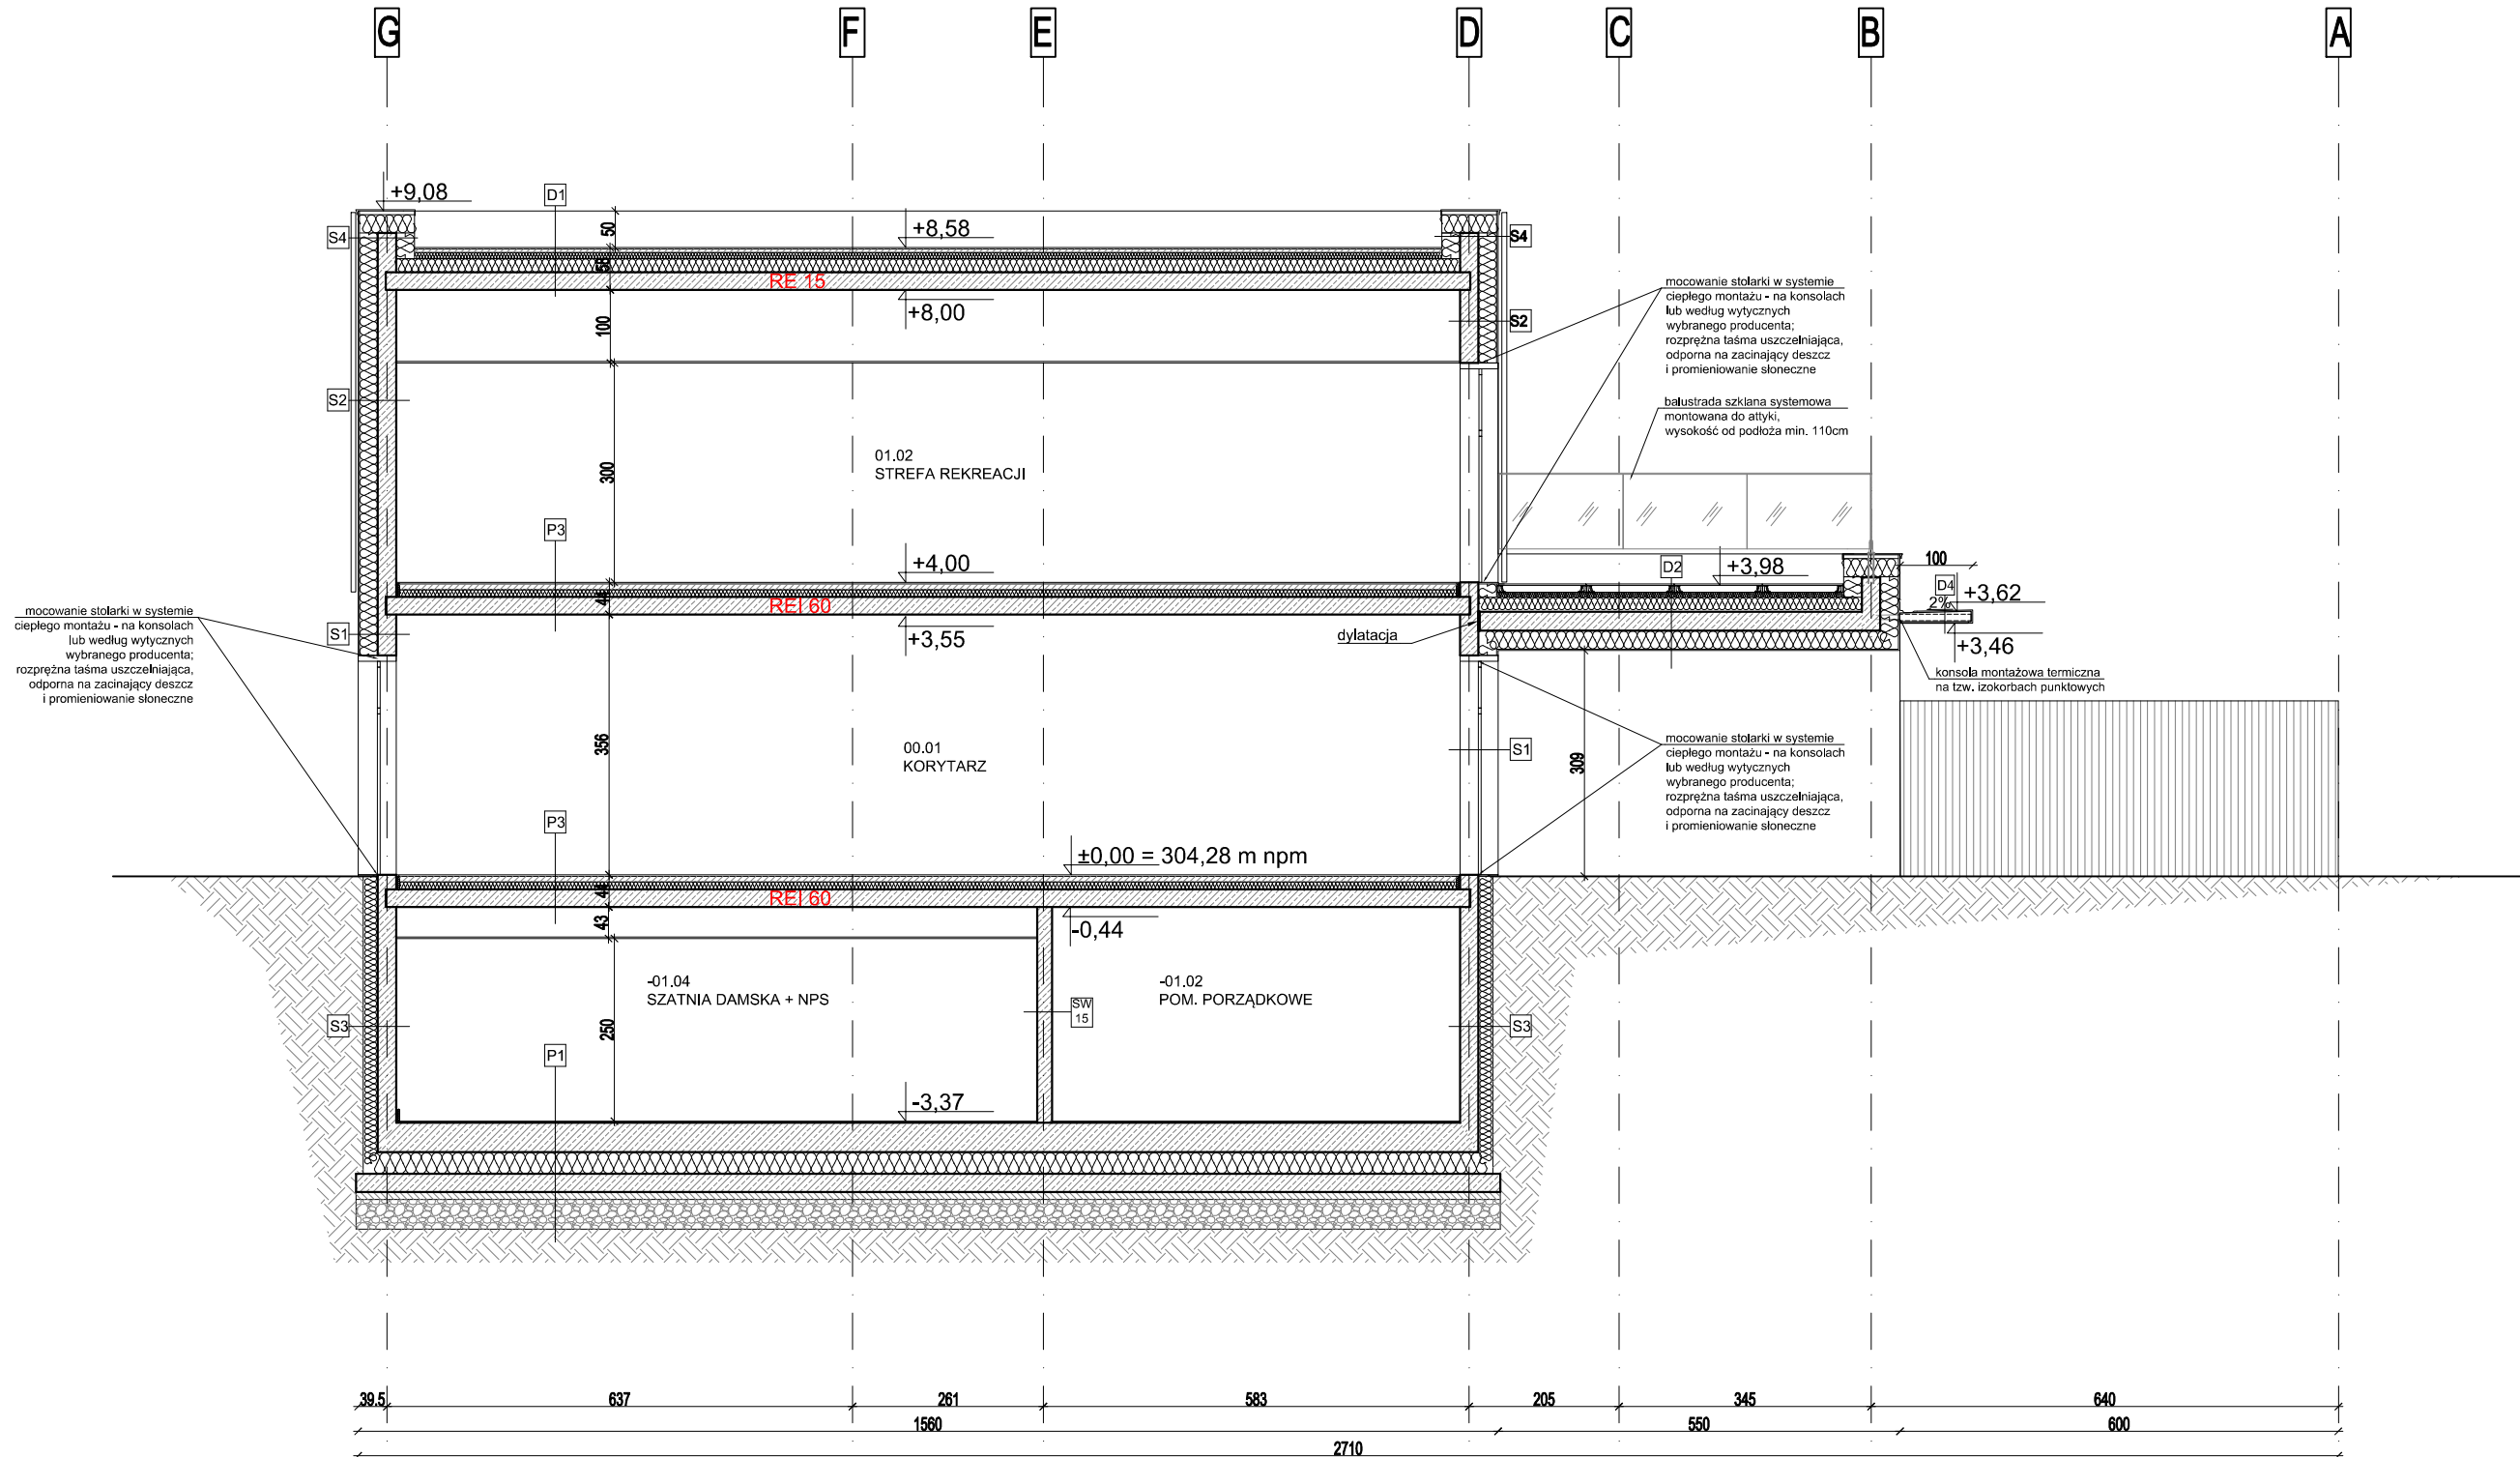 G
F
E
D
C
B
A
+9,08
D1
50
+8,58
S4
S4
58
RE 15
+8,00
100
S2
S2
mocowanie stolarki w systemie
ciepłego montażu - na konsolach
lub według wytycznych
wybranego producenta;
rozprężna taśma uszczelniająca,
odporna na zacinający deszcz
i promieniowanie słoneczne
balustrada szklana systemowa
montowana do attyki,
wysokość od podłoża min. 110cm
01.02
STREFA REKREACJI
300
P3
+4,00
D2
+3,98
100
D4
2%
+3,62
+3,46
44
REI 60
+3,55
dylatacja
konsola montażowa termiczna
na tzw. izokorbach punktowych
mocowanie stolarki w systemie
ciepłego montażu - na konsolach
lub według wytycznych
wybranego producenta;
rozprężna taśma uszczelniająca,
odporna na zacinający deszcz
i promieniowanie słoneczne
S1
356
00.01
KORYTARZ
S1
mocowanie stolarki w systemie
ciepłego montażu - na konsolach
lub według wytycznych
wybranego producenta;
rozprężna taśma uszczelniająca,
odporna na zacinający deszcz
i promieniowanie słoneczne
309
P3
±0,00 = 304,28 m npm
44
REI 60
43
-0,44
-01.04
SZATNIA DAMSKA + NPS
-01.02
POM. PORZĄDKOWE
SW
15
S3
S3
250
P1
-3,37
39.5
637
261
583
205
345
640
1560
550
600
2710